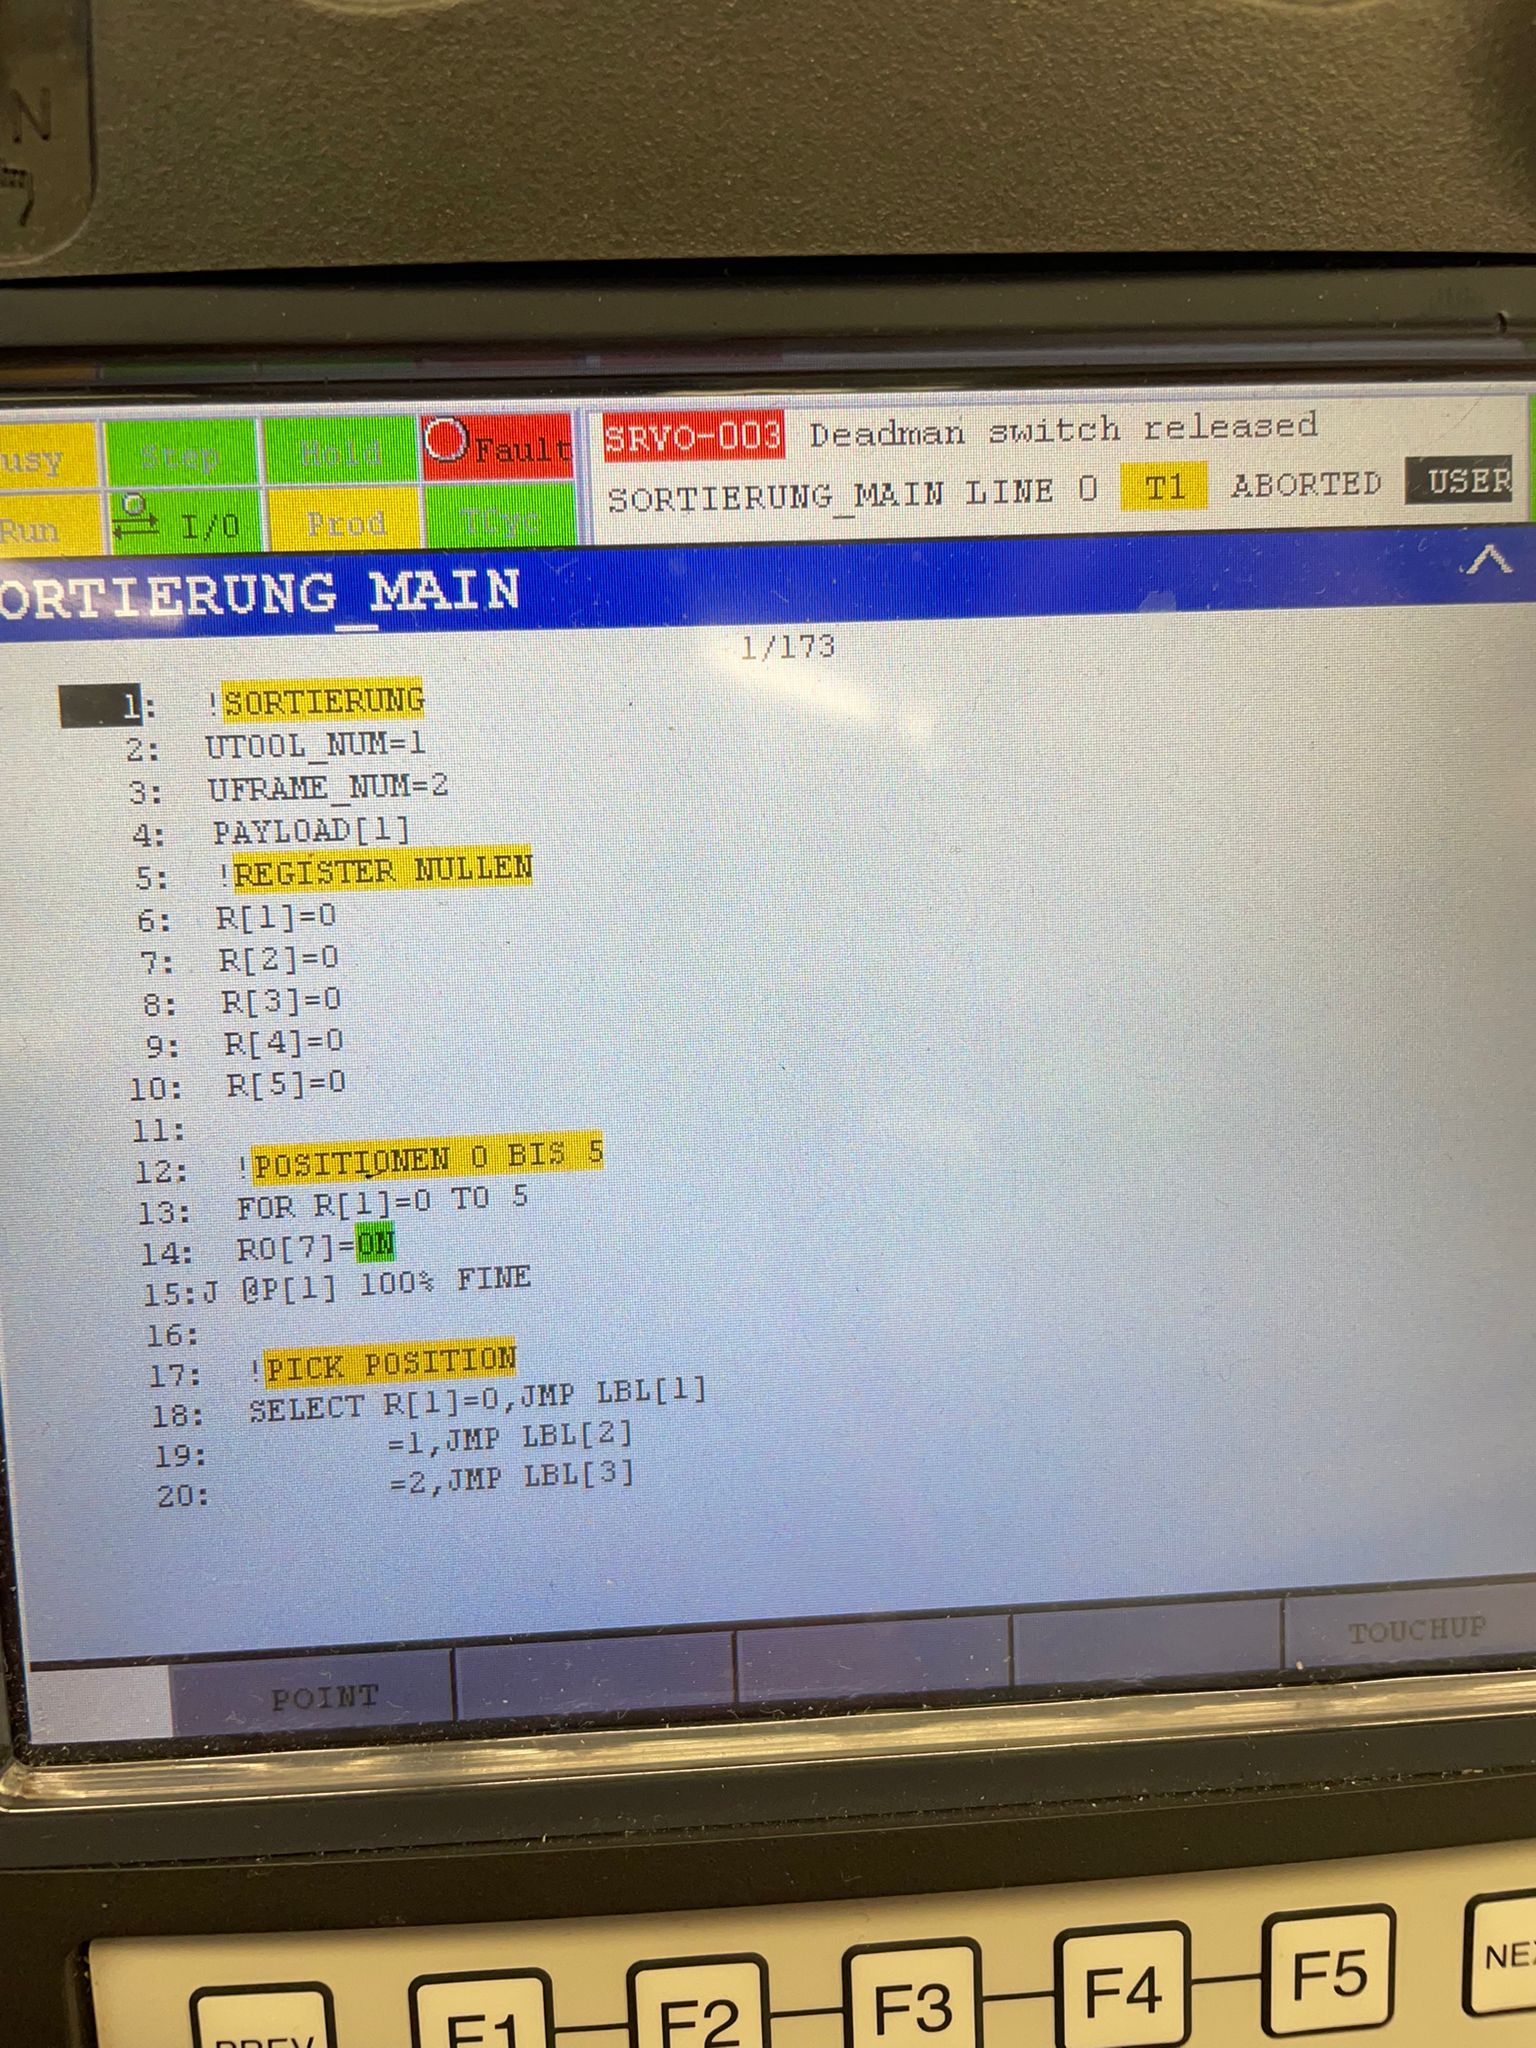 N
usy Step Hold Fault SRVO-003 Deadman switch released
Run I/O Prod TCyc SORTIERUNG_MAIN LINE 0 T1 ABORTED USER
ORTIERUNG_MAIN
1/173
1: !SORTIERUNG
2: UTOOL_NUM=1
3: UFRAME_NUM=2
4: PAYLOAD[1]
5: !REGISTER NULLEN
6: R[1]=0
7: R[2]=0
8: R[3]=0
9: R[4]=0
10: R[5]=0
11:
12: !POSITIONEN 0 BIS 5
13: FOR R[1]=0 TO 5
14: RO[7]=ON
15:J @P[1] 100% FINE
16:
17: !PICK POSITION
18: SELECT R[1]=0,JMP LBL[1]
19: =1,JMP LBL[2]
20: =2,JMP LBL[3]
POINT TOUCHUP
PREV F1 F2 F3 F4 F5 NEX